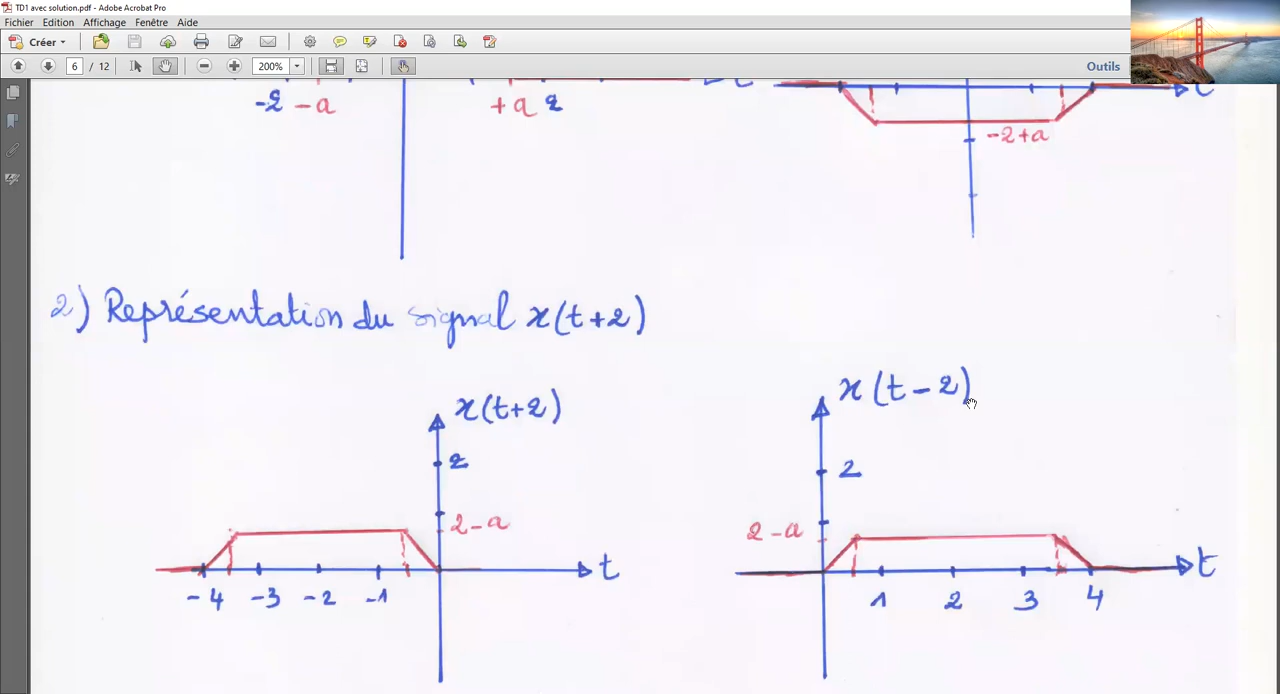 TD1 avec solution.pdf - Adobe Acrobat Pro
Fichier Edition Affichage Fenêtre Aide
Créer
6 / 12 200% Outils
-2 -a +a 2
t
t
-2+a
2) Représentation du signal x(t+2)
x(t+2)
2
2-a
t
-4 -3 -2 -1
x(t-2)
2
2-a
t
1 2 3 4